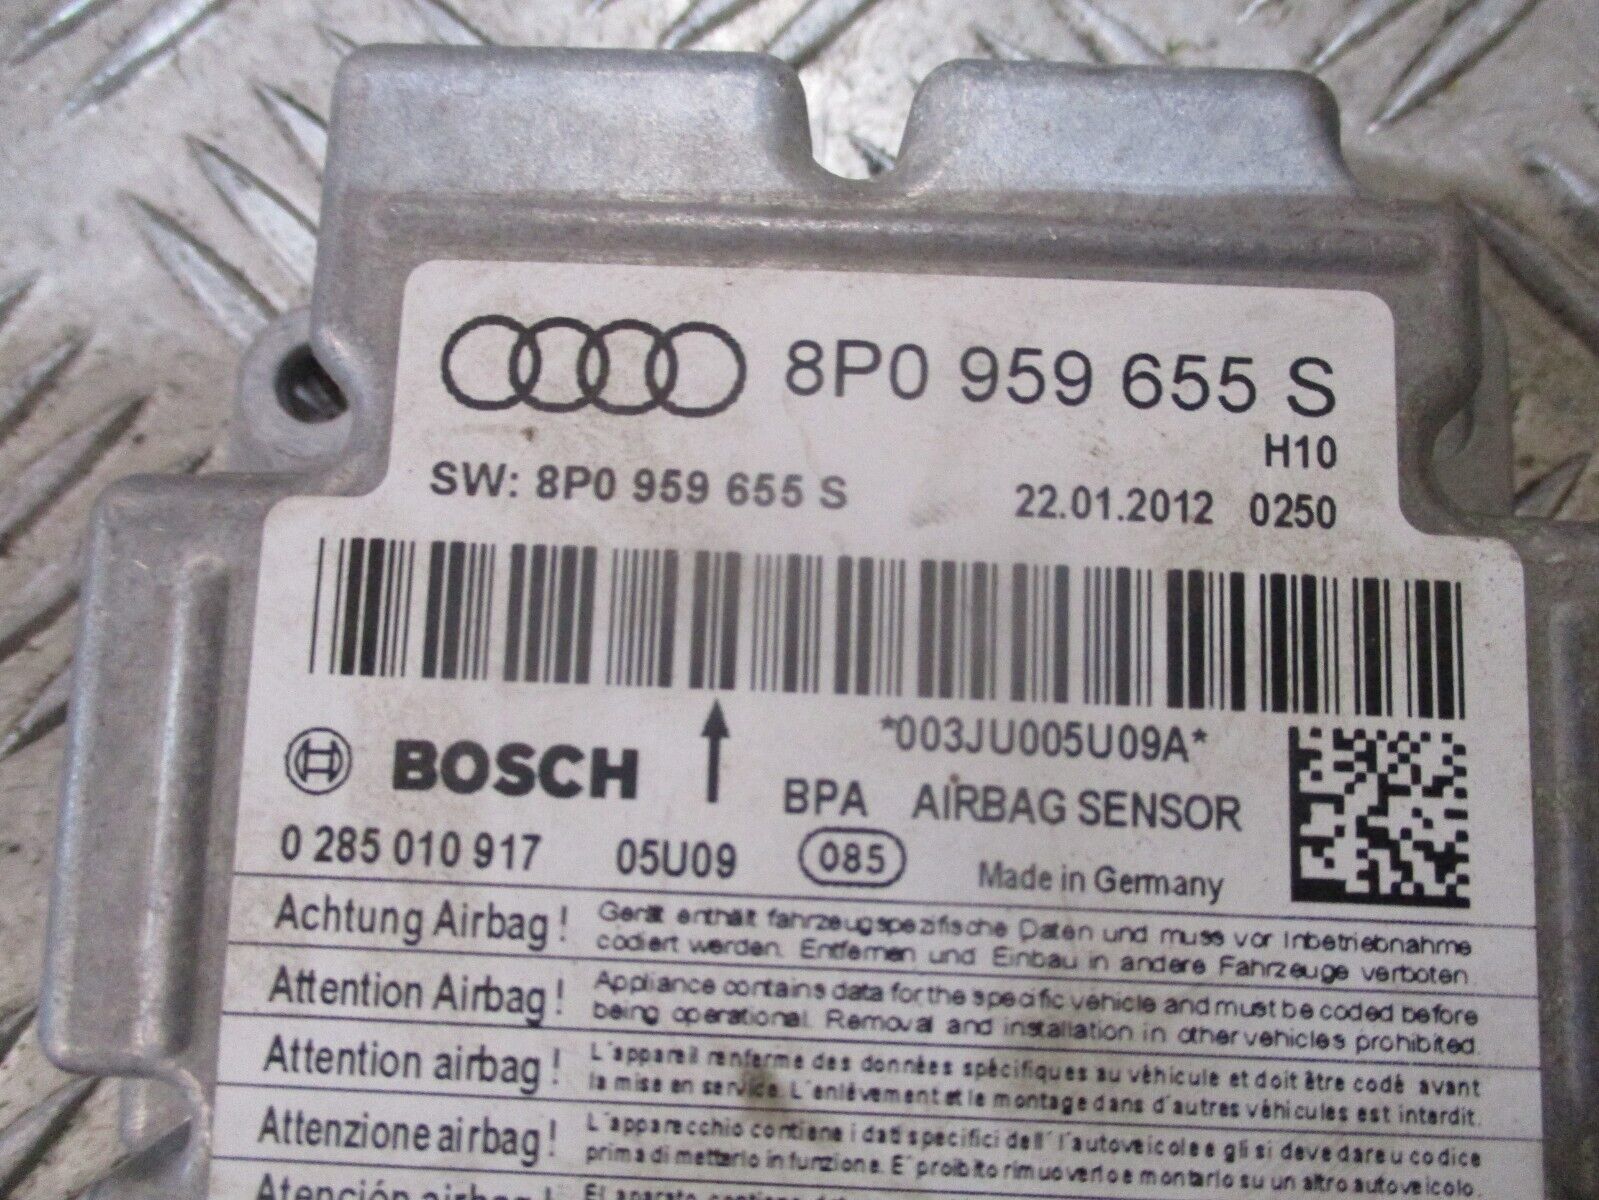 8P0 959 655 S
H10
SW: 8P0 959 655 S 22.01.2012 0250
*003JU005U09A*
BOSCH BPA AIRBAG SENSOR
0 285 010 917 05U09 085 Made in Germany
Achtung Airbag! Gerät enthält fahrzeugspezifische Daten und muss vor Inbetriebnahme
codiert werden. Entfernen und Einbau in andere Fahrzeuge verboten.
Attention Airbag! Appliance contains data for the specific vehicle and must be coded before
being operational. Removal and installation in other vehicles prohibited.
Attention airbag! L'appareil renferme des données spécifiques au véhicule et doit être codé avant
la mise en service. L'enlèvement et le montage dans d'autres véhicules est interdit.
Attenzione airbag! L'apparecchio contiene i dati specifici dell' l'autoveicolo e gli si deve dare u codice
prima di metterlo in funzione. E' proibito rimuoverlo e montarlo su un altro autoveicolo.
Atención airbag! El aparato contiene